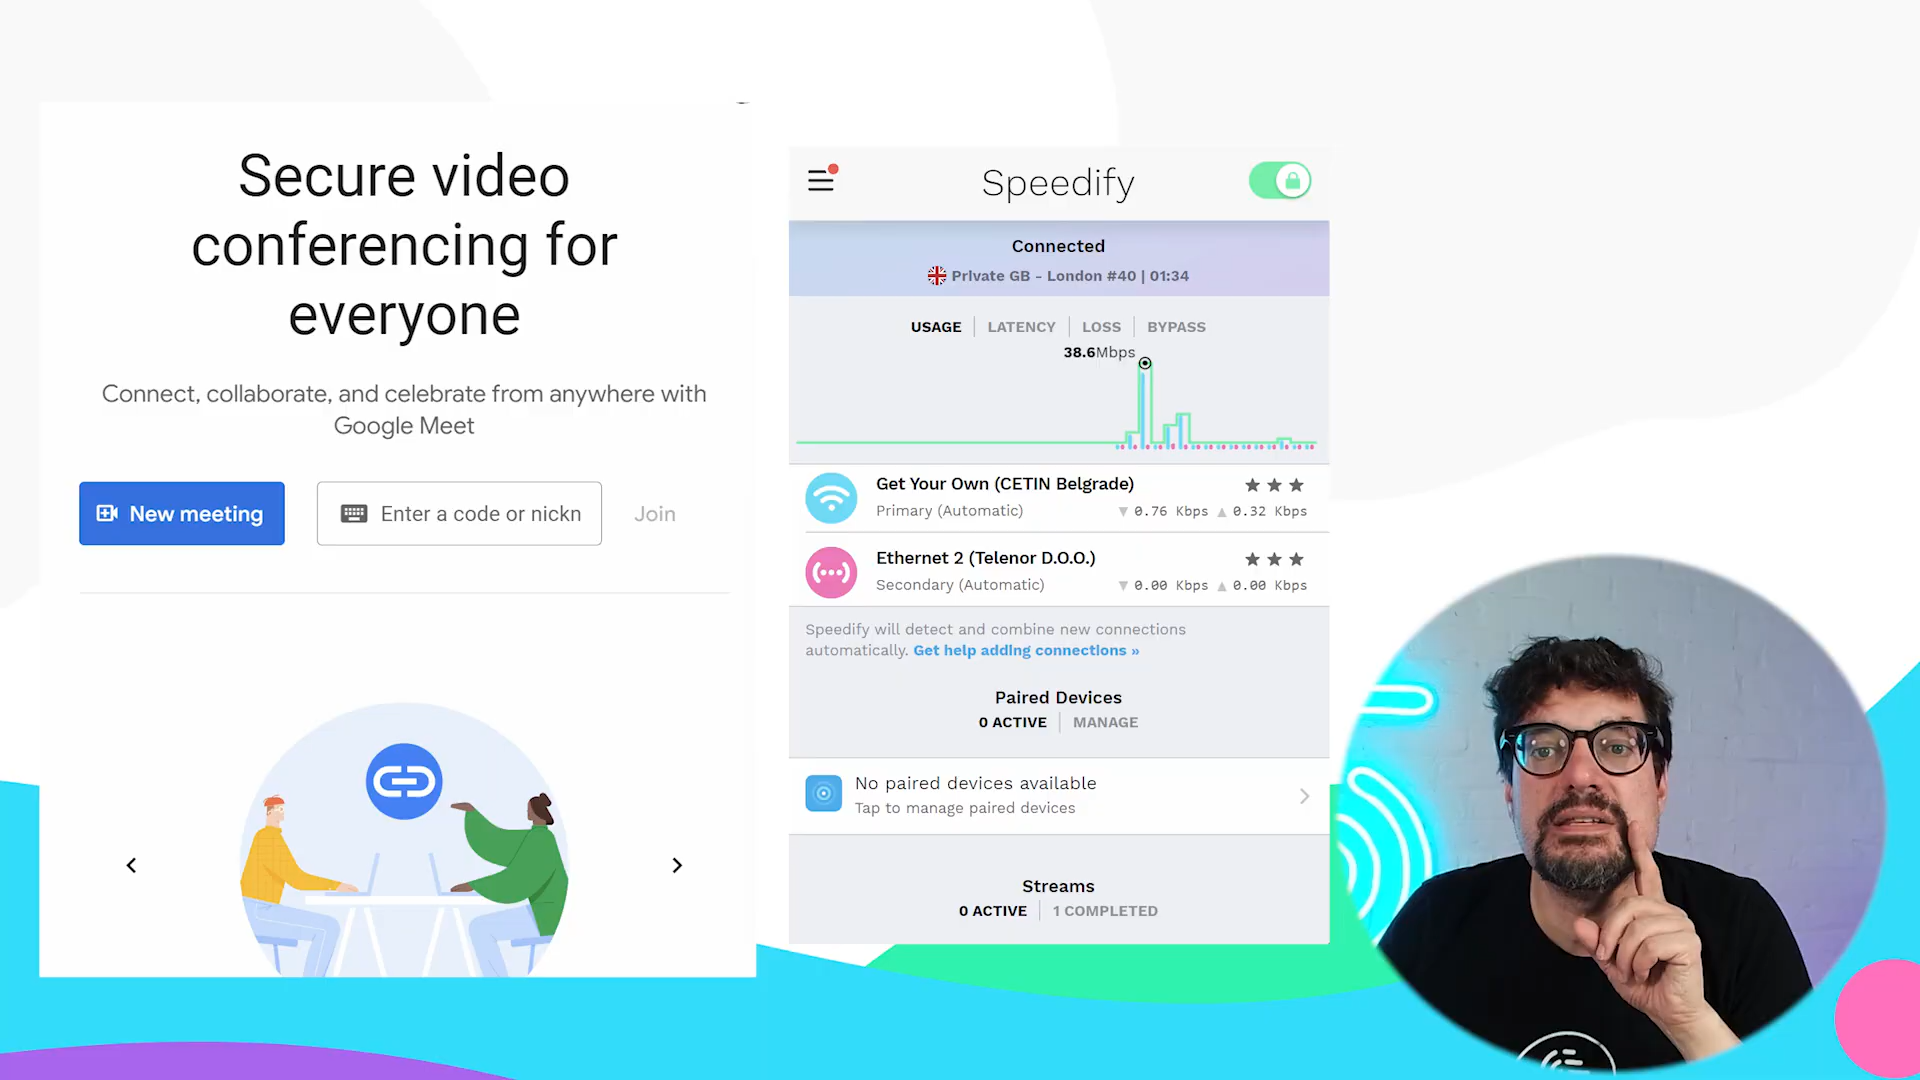 Secure video
conferencing for
everyone
Connect, collaborate, and celebrate from anywhere with
Google Meet
New meeting
Enter a code or nickn
Join
Speedify
Connected
Private GB - London #40 | 01:34
USAGE | LATENCY | LOSS | BYPASS
38.6Mbps
Get Your Own (CETIN Belgrade)
Primary (Automatic) 0.76 Kbps 0.32 Kbps
Ethernet 2 (Telenor D.O.O.)
Secondary (Automatic) 0.00 Kbps 0.00 Kbps
Speedify will detect and combine new connections
automatically. Get help adding connections »
Paired Devices
0 ACTIVE | MANAGE
No paired devices available
Tap to manage paired devices
Streams
0 ACTIVE | 1 COMPLETED